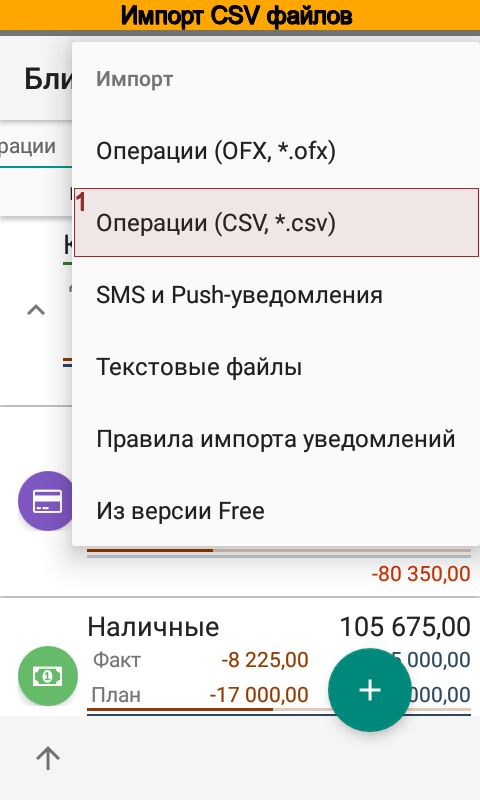 Импорт CSV файлов
Бли
Импорт
рации
Операции (OFX, *.ofx)
1
Операции (CSV, *.csv)
SMS и Push-уведомления
Текстовые файлы
Правила импорта уведомлений
Из версии Free
-80 350,00
Наличные 105 675,00
Факт -8 225,00 5 000,00
План -17 000,00 000,00